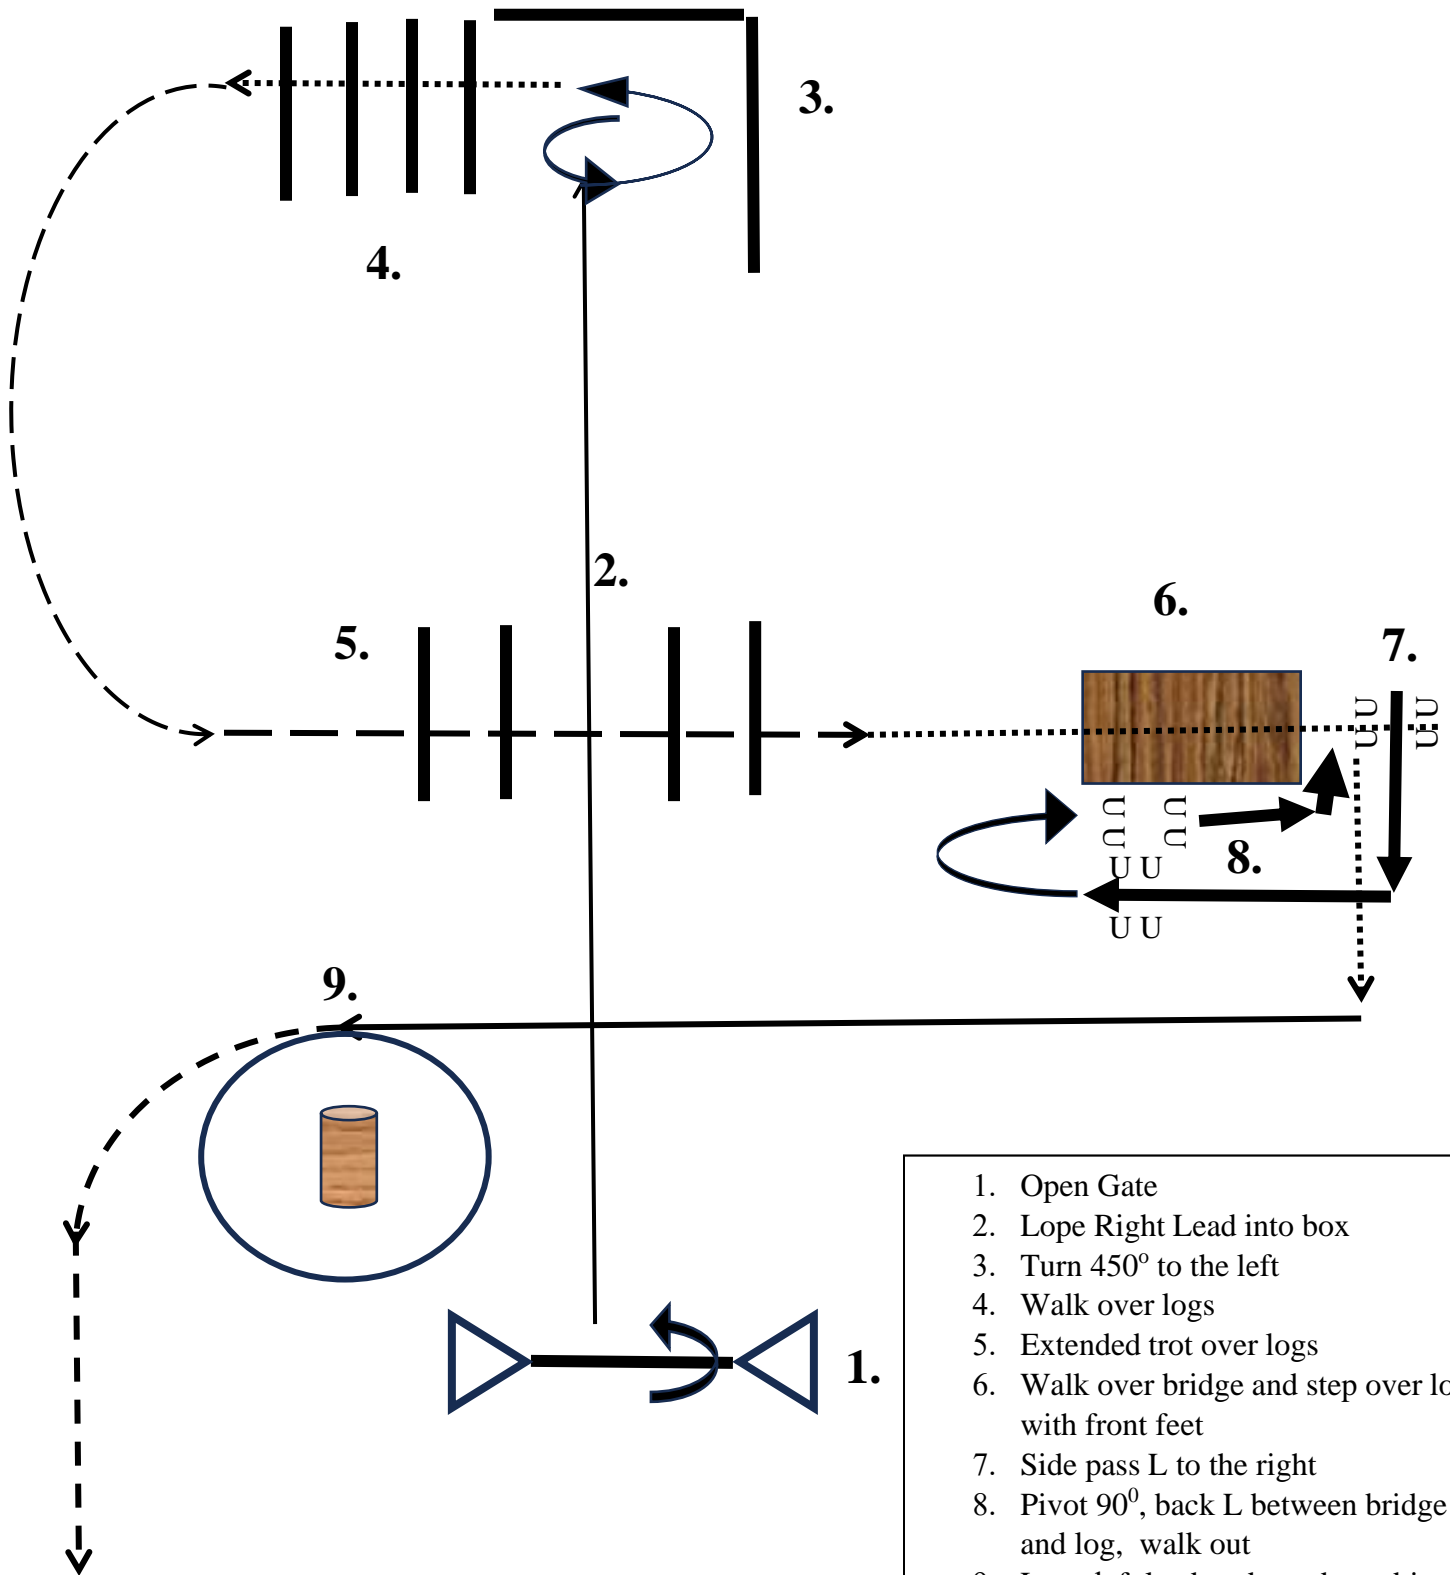 3.
4.
2.
5.
6.
7.
U U
U U
U U
U U
8.
U U
U U
9.
1.
1. Open Gate
2. Lope Right Lead into box
3. Turn 450° to the left
4. Walk over logs
5. Extended trot over logs
6. Walk over bridge and step over
with front feet
7. Side pass L to the right
8. Pivot 90⁰, back L between bridge
and log, walk out